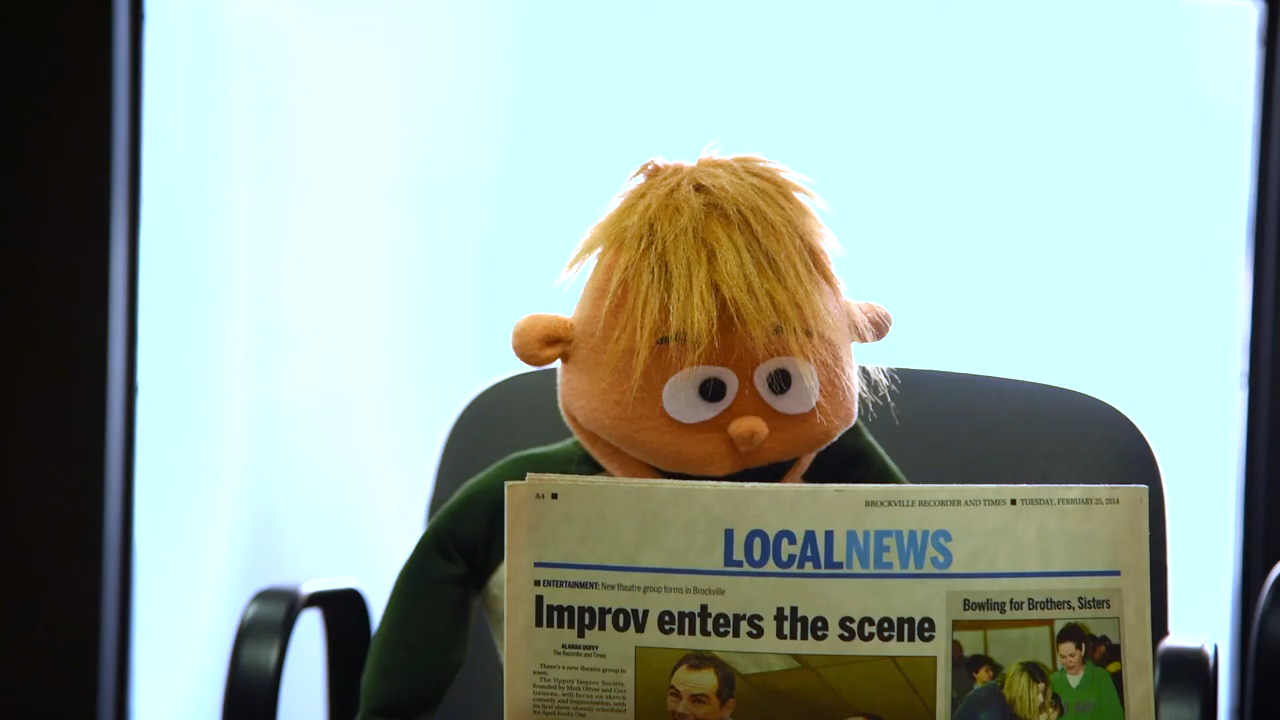 A4
BROCKVILLE RECORDER AND TIMES ■ TUESDAY, FEBRUARY 25, 2014
LOCALNEWS
ENTERTAINMENT: New theatre group forms in Brockville
Improv enters the scene
ALANAH DUFFY
The Recorder and Times
There's a new theatre group in
town.
The Uppity Improv Society,
founded by Mark Oliver and
will focus on sketch
comedy and improvisation, with
its first show already scheduled
for April Fool's Day
Bowling for Brothers, Sisters